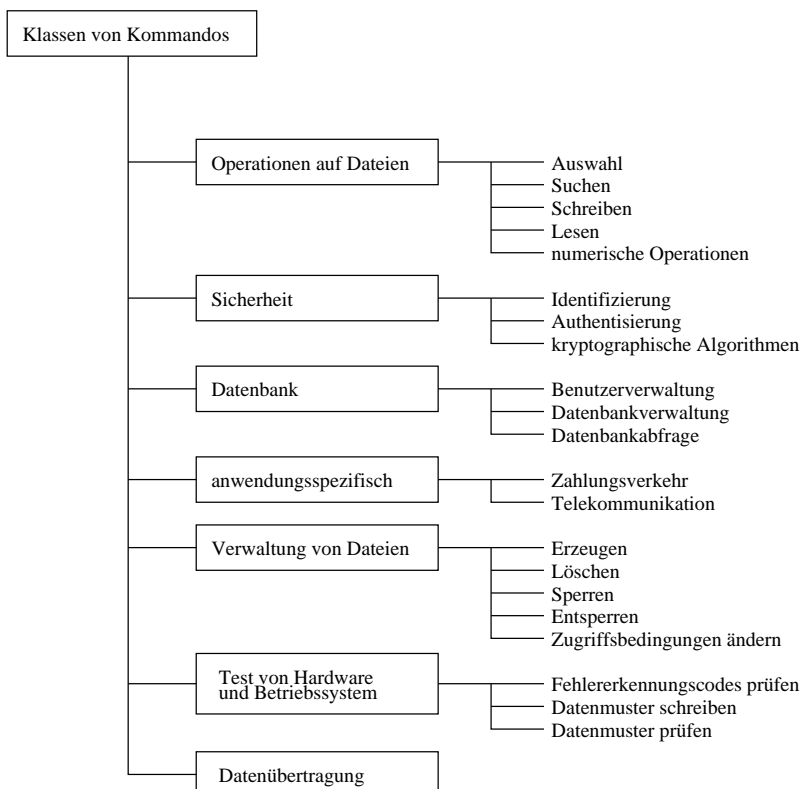 Klassen von Kommandos
Operationen auf Dateien
Auswahl
Suchen
Schreiben
Lesen
numerische Operationen
Sicherheit
Identifizierung
Authentisierung
kryptographische Algorithmen
Datenbank
Benutzerverwaltung
Datenbankverwaltung
Datenbankabfrage
anwendungsspezifisch
Zahlungsverkehr
Telekommunikation
Verwaltung von Dateien
Erzeugen
Löschen
Sperren
Entsperren
Zugriffsbedingungen ändern
Test von Hardware
und Betriebssystem
Fehlererkennungscodes prüfen
Datenmuster schreiben
Datenmuster prüfen
Datenübertragung